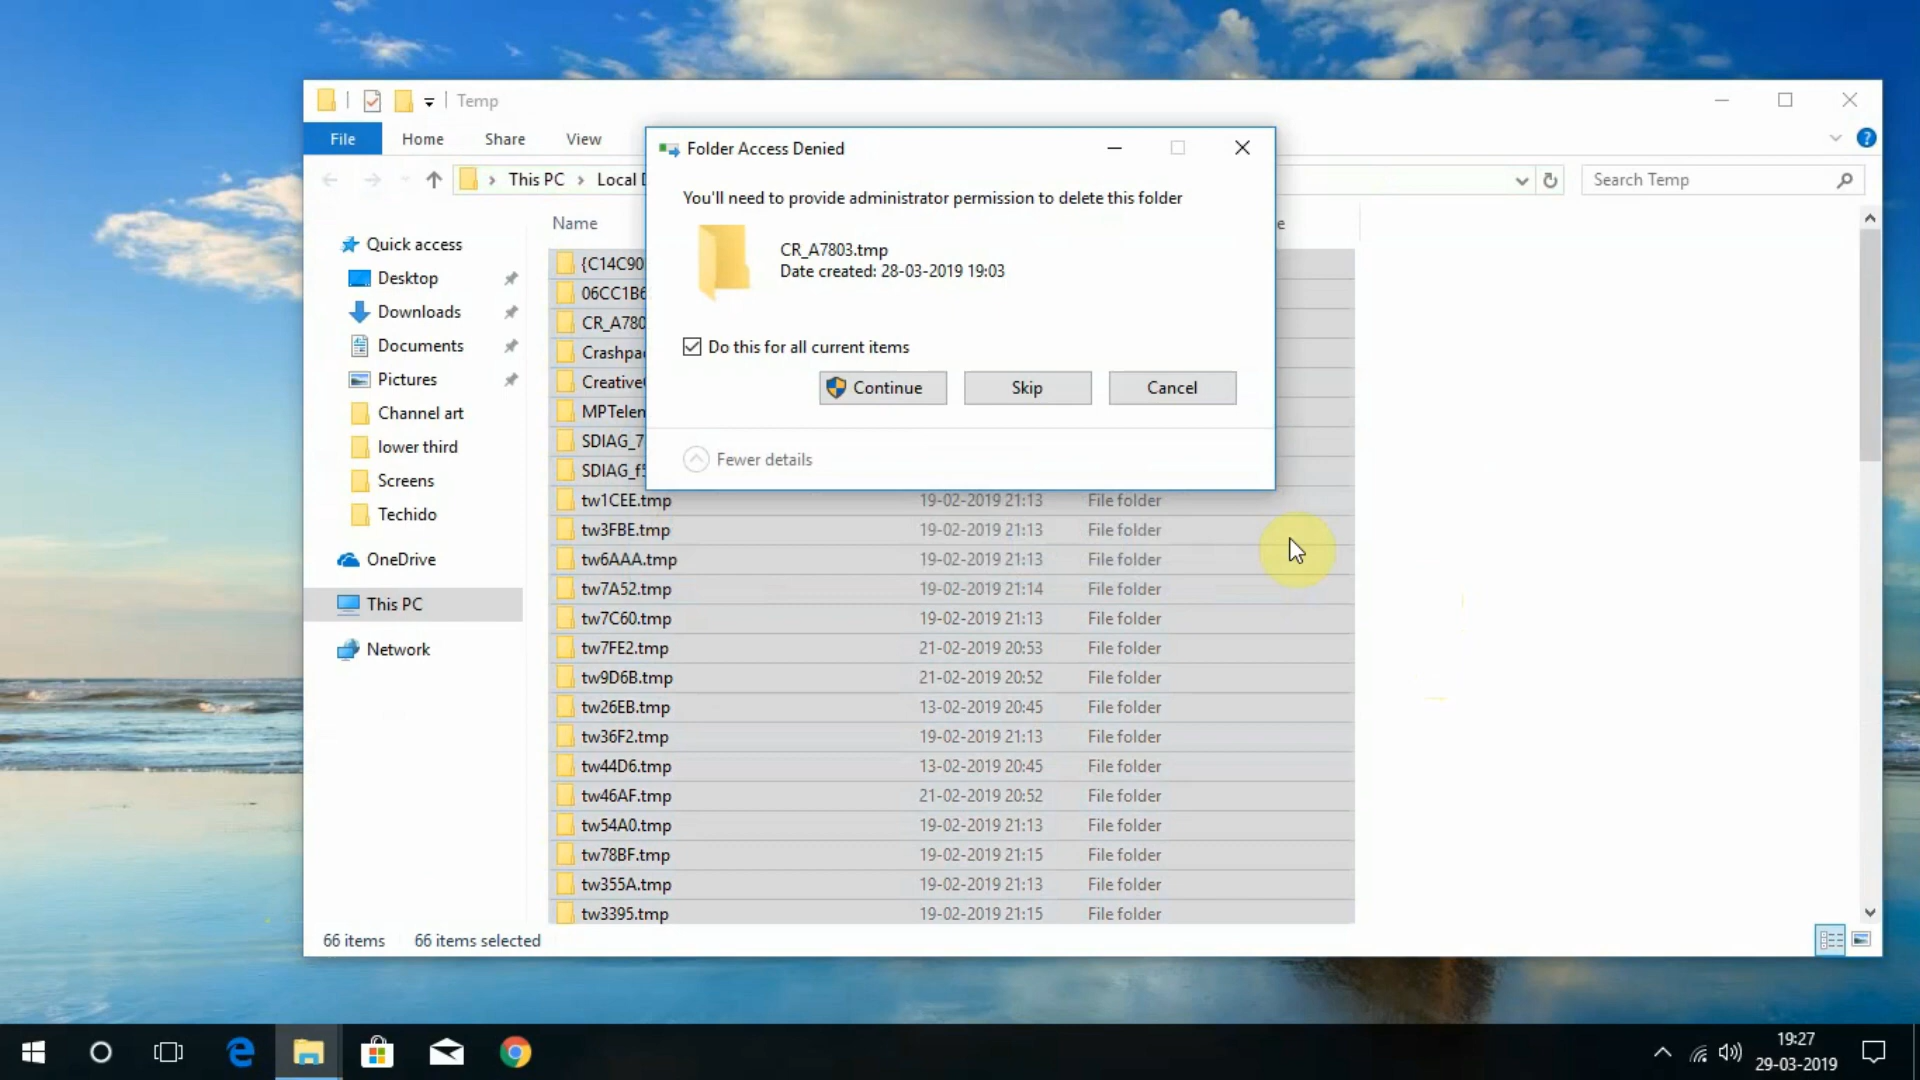 Temp
File
Home
Share
View
This PC
Local
Search Temp
Name
Quick access
Desktop
Downloads
Documents
Pictures
Channel art
lower third
Screens
Techido
OneDrive
This PC
Network
Folder Access Denied
You'll need to provide administrator permission to delete this folder
CR_A7803.tmp
Date created: 28-03-2019 19:03
Do this for all current items
Continue
Skip
Cancel
Fewer details
{C14C90
06CC1B6
CR_A780
Crashpa
Creative
MPTelem
SDIAG_7
SDIAG_f
tw1CEE.tmp 19-02-2019 21:13 File folder
tw3FBE.tmp 19-02-2019 21:13 File folder
tw6AAA.tmp 19-02-2019 21:13 File folder
tw7A52.tmp 19-02-2019 21:14 File folder
tw7C60.tmp 19-02-2019 21:13 File folder
tw7FE2.tmp 21-02-2019 20:53 File folder
tw9D6B.tmp 21-02-2019 20:52 File folder
tw26EB.tmp 13-02-2019 20:45 File folder
tw36F2.tmp 19-02-2019 21:13 File folder
tw44D6.tmp 13-02-2019 20:45 File folder
tw46AF.tmp 21-02-2019 20:52 File folder
tw54A0.tmp 19-02-2019 21:13 File folder
tw78BF.tmp 19-02-2019 21:15 File folder
tw355A.tmp 19-02-2019 21:13 File folder
tw3395.tmp 19-02-2019 21:15 File folder
66 items 66 items selected
19:27
29-03-2019